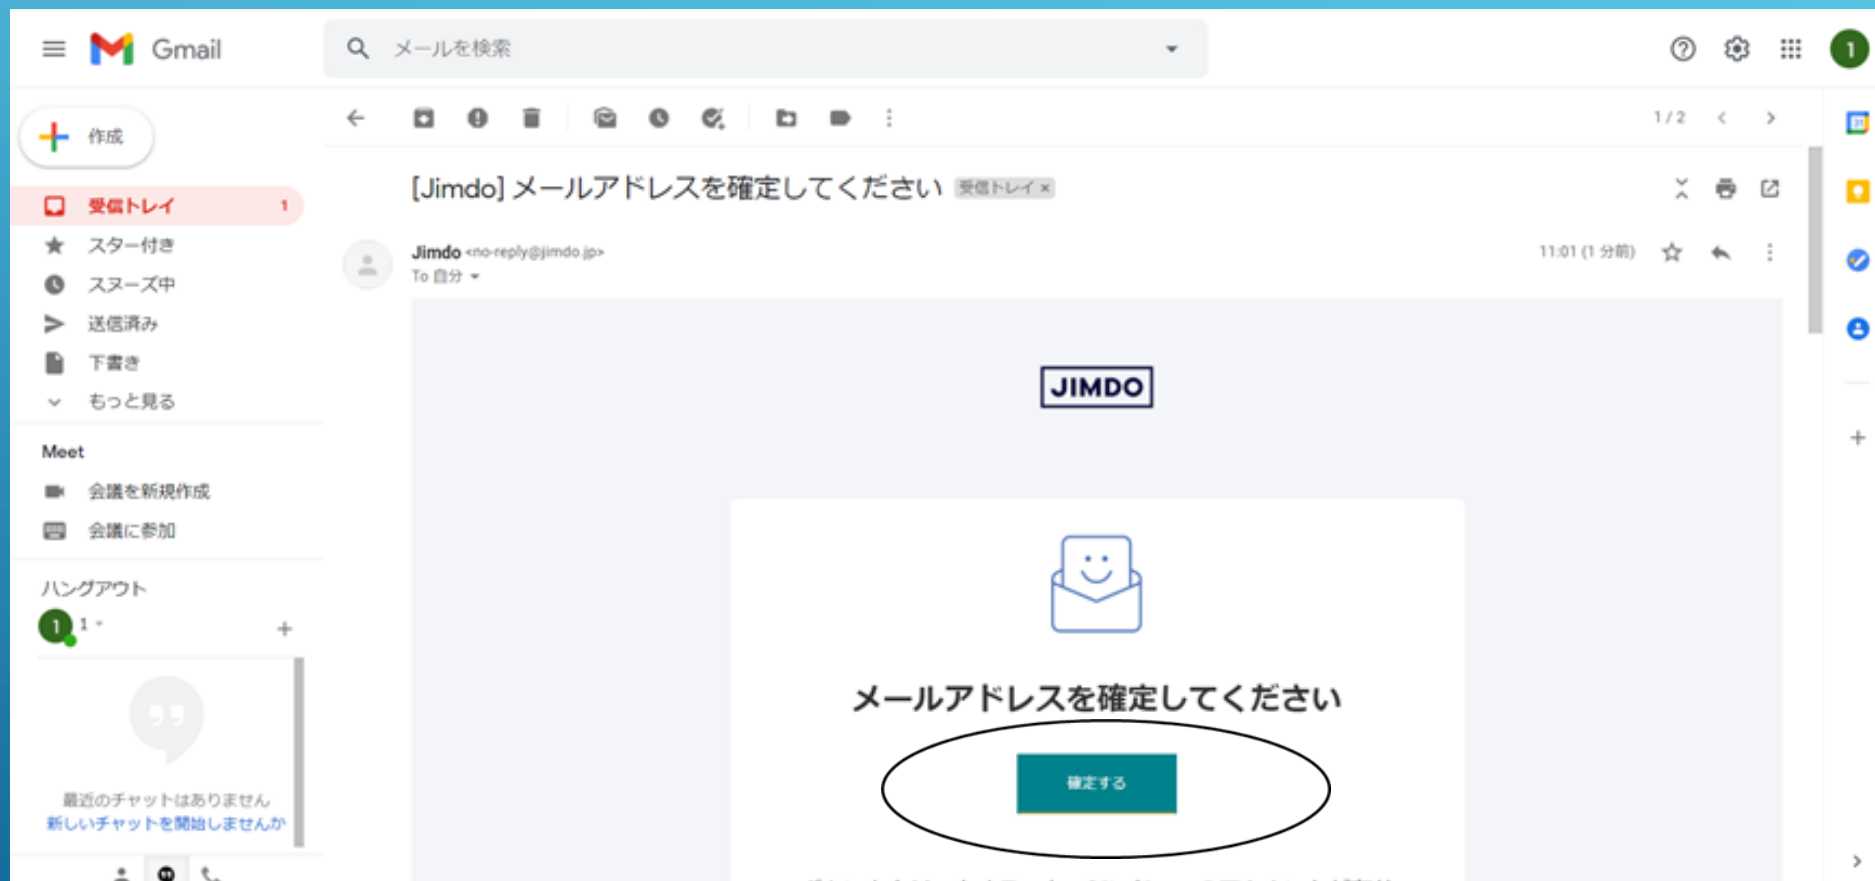 Gmail
メールを検索
1
作成
1/2
31
[Jimdo] メールアドレスを確定してください 受信トレイ ×
受信トレイ 1
スター付き
スヌーズ中
送信済み
下書き
もっと見る
Jimdo <no-reply@jimdo.jp>
11:01 (1 分前)
To 自分
JIMDO
Meet
会議を新規作成
会議に参加
ハングアウト
1 1
最近のチャットはありません
新しいチャットを開始しませんか
メールアドレスを確定してください
確定する